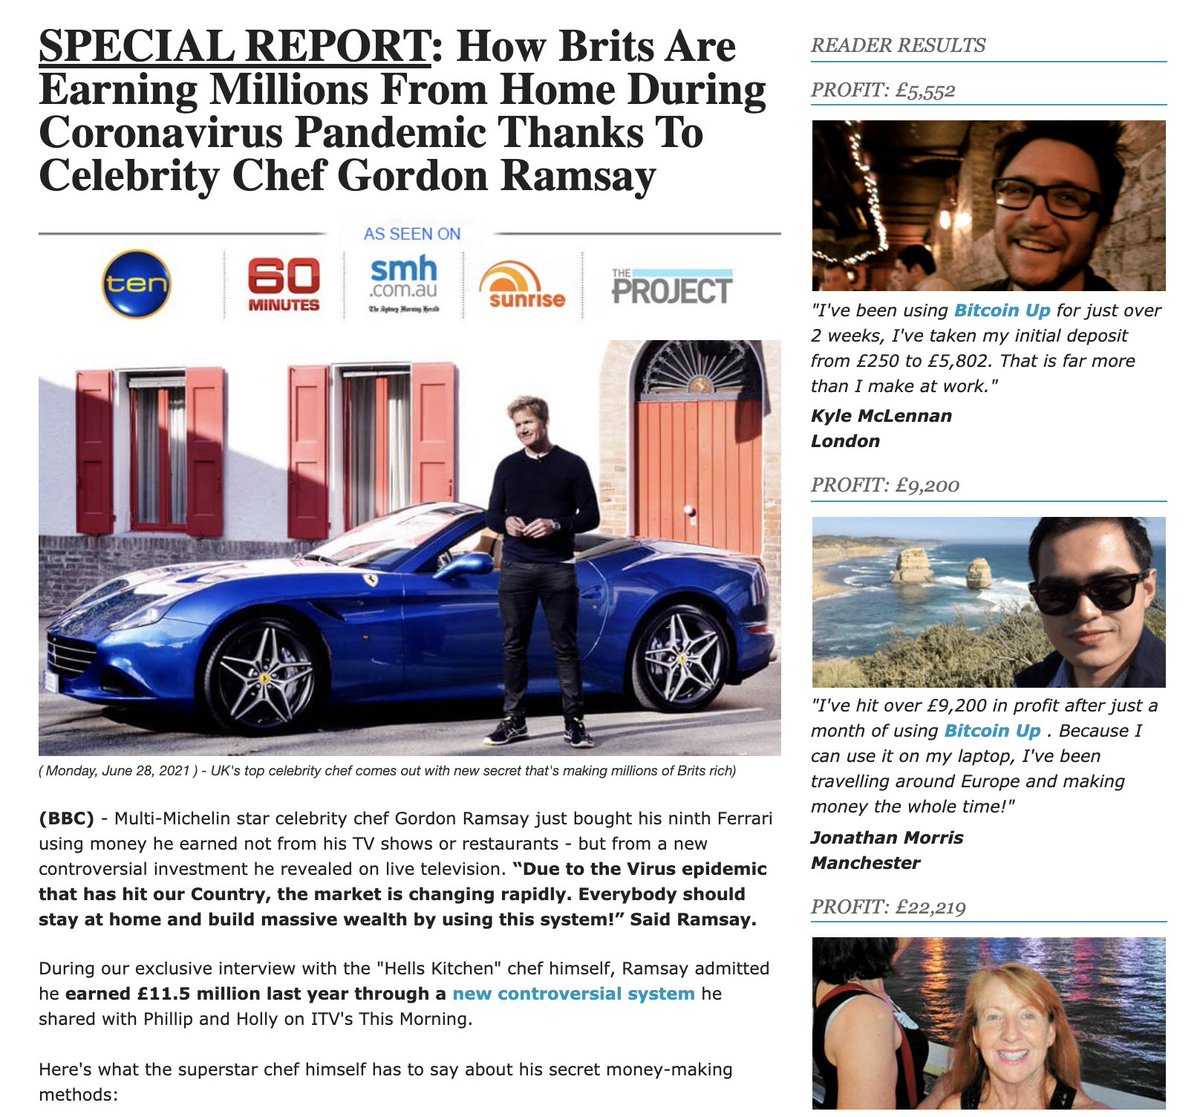 SPECIAL REPORT: How Brits Are
Earning Millions From Home During
Coronavirus Pandemic Thanks To
Celebrity Chef Gordon Ramsay
AS SEEN ON
ten
60
MINUTES
smh
.com.au
The Sydney Morning Herald
sunrise
THE
PROJECT
( Monday, June 28, 2021 ) - UK's top celebrity chef comes out with new secret that's making millions of Brits rich)
(BBC) - Multi-Michelin star celebrity chef Gordon Ramsay just bought his ninth Ferrari
using money he earned not from his TV shows or restaurants - but from a new
controversial investment he revealed on live television. “Due to the Virus epidemic
that has hit our Country, the market is changing rapidly. Everybody should
stay at home and build massive wealth by using this system!” Said Ramsay.
During our exclusive interview with the "Hells Kitchen" chef himself, Ramsay admitted
he earned £11.5 million last year through a new controversial system he
shared with Phillip and Holly on ITV's This Morning.
Here's what the superstar chef himself has to say about his secret money-making
methods:
READER RESULTS
PROFIT: £5,552
"I've been using Bitcoin Up for just over
2 weeks, I've taken my initial deposit
from £250 to £5,802. That is far more
than I make at work."
Kyle McLennan
London
PROFIT: £9,200
"I've hit over £9,200 in profit after just a
month of using Bitcoin Up . Because I
can use it on my laptop, I've been
travelling around Europe and making
money the whole time!"
Jonathan Morris
Manchester
PROFIT: £22,219